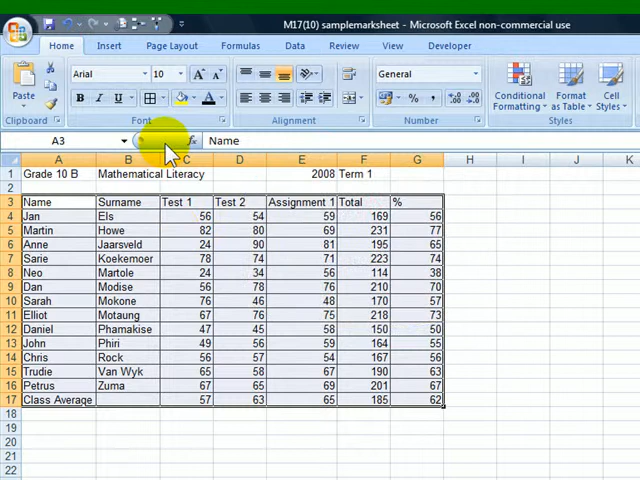 M17(10) samplemarksheet - Microsoft Excel non-commercial use
Home Insert Page Layout Formulas Data Review View Developer
Paste Arial 10 A A General Conditional Formatting Format as Table Cell Styles
B I U A % , .0 .00 .00 .0
Clipboard Font Alignment Number Styles
A3 fx Name
A B C D E F G H I J K
1 Grade 10 B Mathematical Literacy 2008 Term 1
2
3 Name Surname Test 1 Test 2 Assignment 1 Total %
4 Jan Els 56 54 59 169 56
5 Martin Howe 82 80 69 231 77
6 Anne Jaarsveld 24 90 81 195 65
7 Sarie Koekemoer 78 74 71 223 74
8 Neo Martole 24 34 56 114 38
9 Dan Modise 56 78 76 210 70
10 Sarah Mokone 76 46 48 170 57
11 Elliot Motaung 67 76 75 218 73
12 Daniel Phamakise 47 45 58 150 50
13 John Phiri 49 56 59 164 55
14 Chris Rock 56 57 54 167 56
15 Trudie Van Wyk 65 58 67 190 63
16 Petrus Zuma 67 65 69 201 67
17 Class Average 57 63 65 185 62
18
19
20
21
22